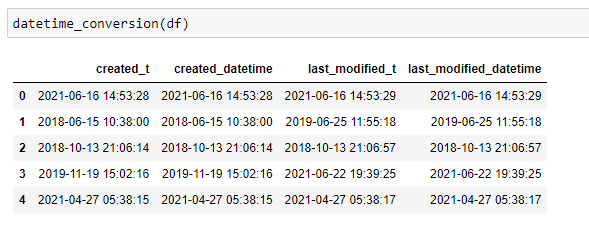 datetime_conversion(df)
created_t created_datetime last_modified_t last_modified_datetime
0 2021-06-16 14:53:28 2021-06-16 14:53:28 2021-06-16 14:53:29 2021-06-16 14:53:29
1 2018-06-15 10:38:00 2018-06-15 10:38:00 2019-06-25 11:55:18 2019-06-25 11:55:18
2 2018-10-13 21:06:14 2018-10-13 21:06:14 2018-10-13 21:06:57 2018-10-13 21:06:57
3 2019-11-19 15:02:16 2019-11-19 15:02:16 2021-06-22 19:39:25 2021-06-22 19:39:25
4 2021-04-27 05:38:15 2021-04-27 05:38:15 2021-04-27 05:38:17 2021-04-27 05:38:17